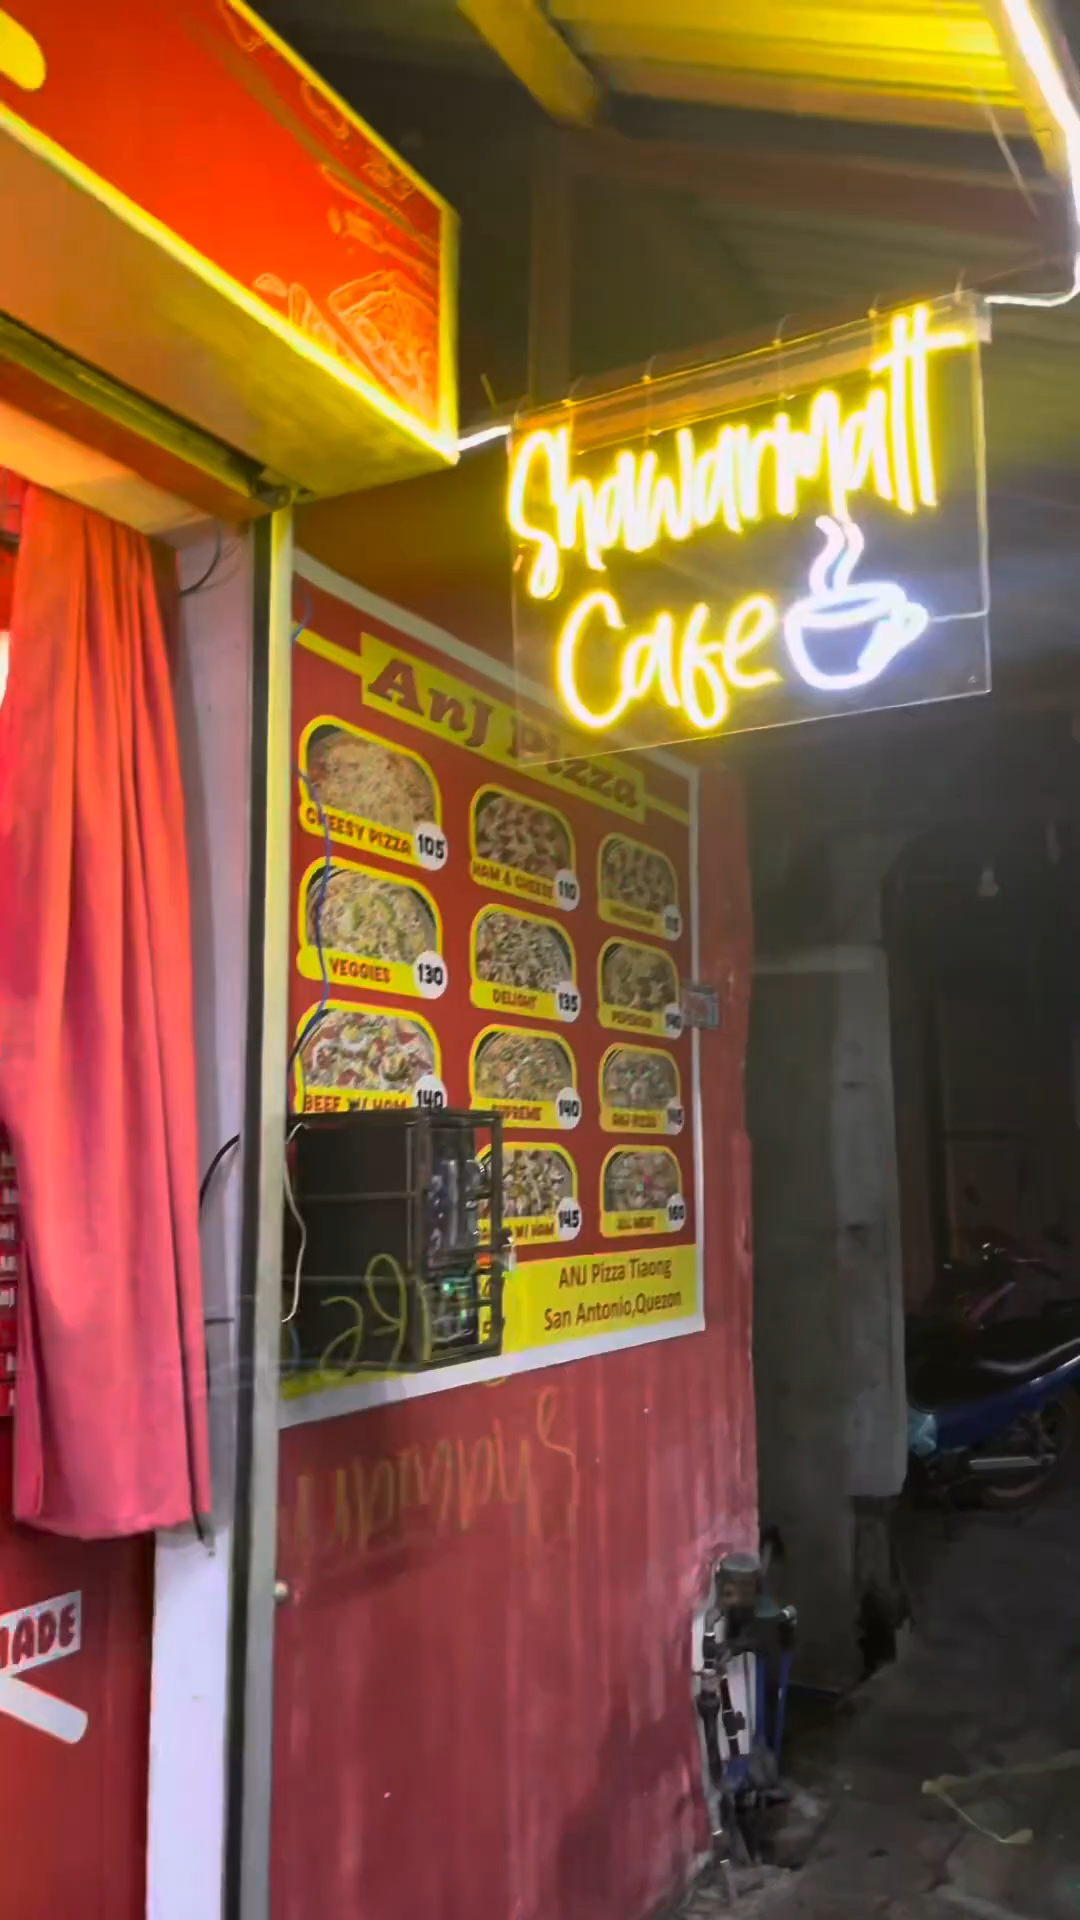 Shawarmatt
Cafe
AnJ Pizza
CHEESY PIZZA 105
HAM & CHEESE 110
VEGGIES 130
DELIGHT 135
BEEF W/ HAM 140
SUPREME 140
W/ HAM 145
ALL MEAT 160
ANJ Pizza Tiaong
San Antonio,Quezon